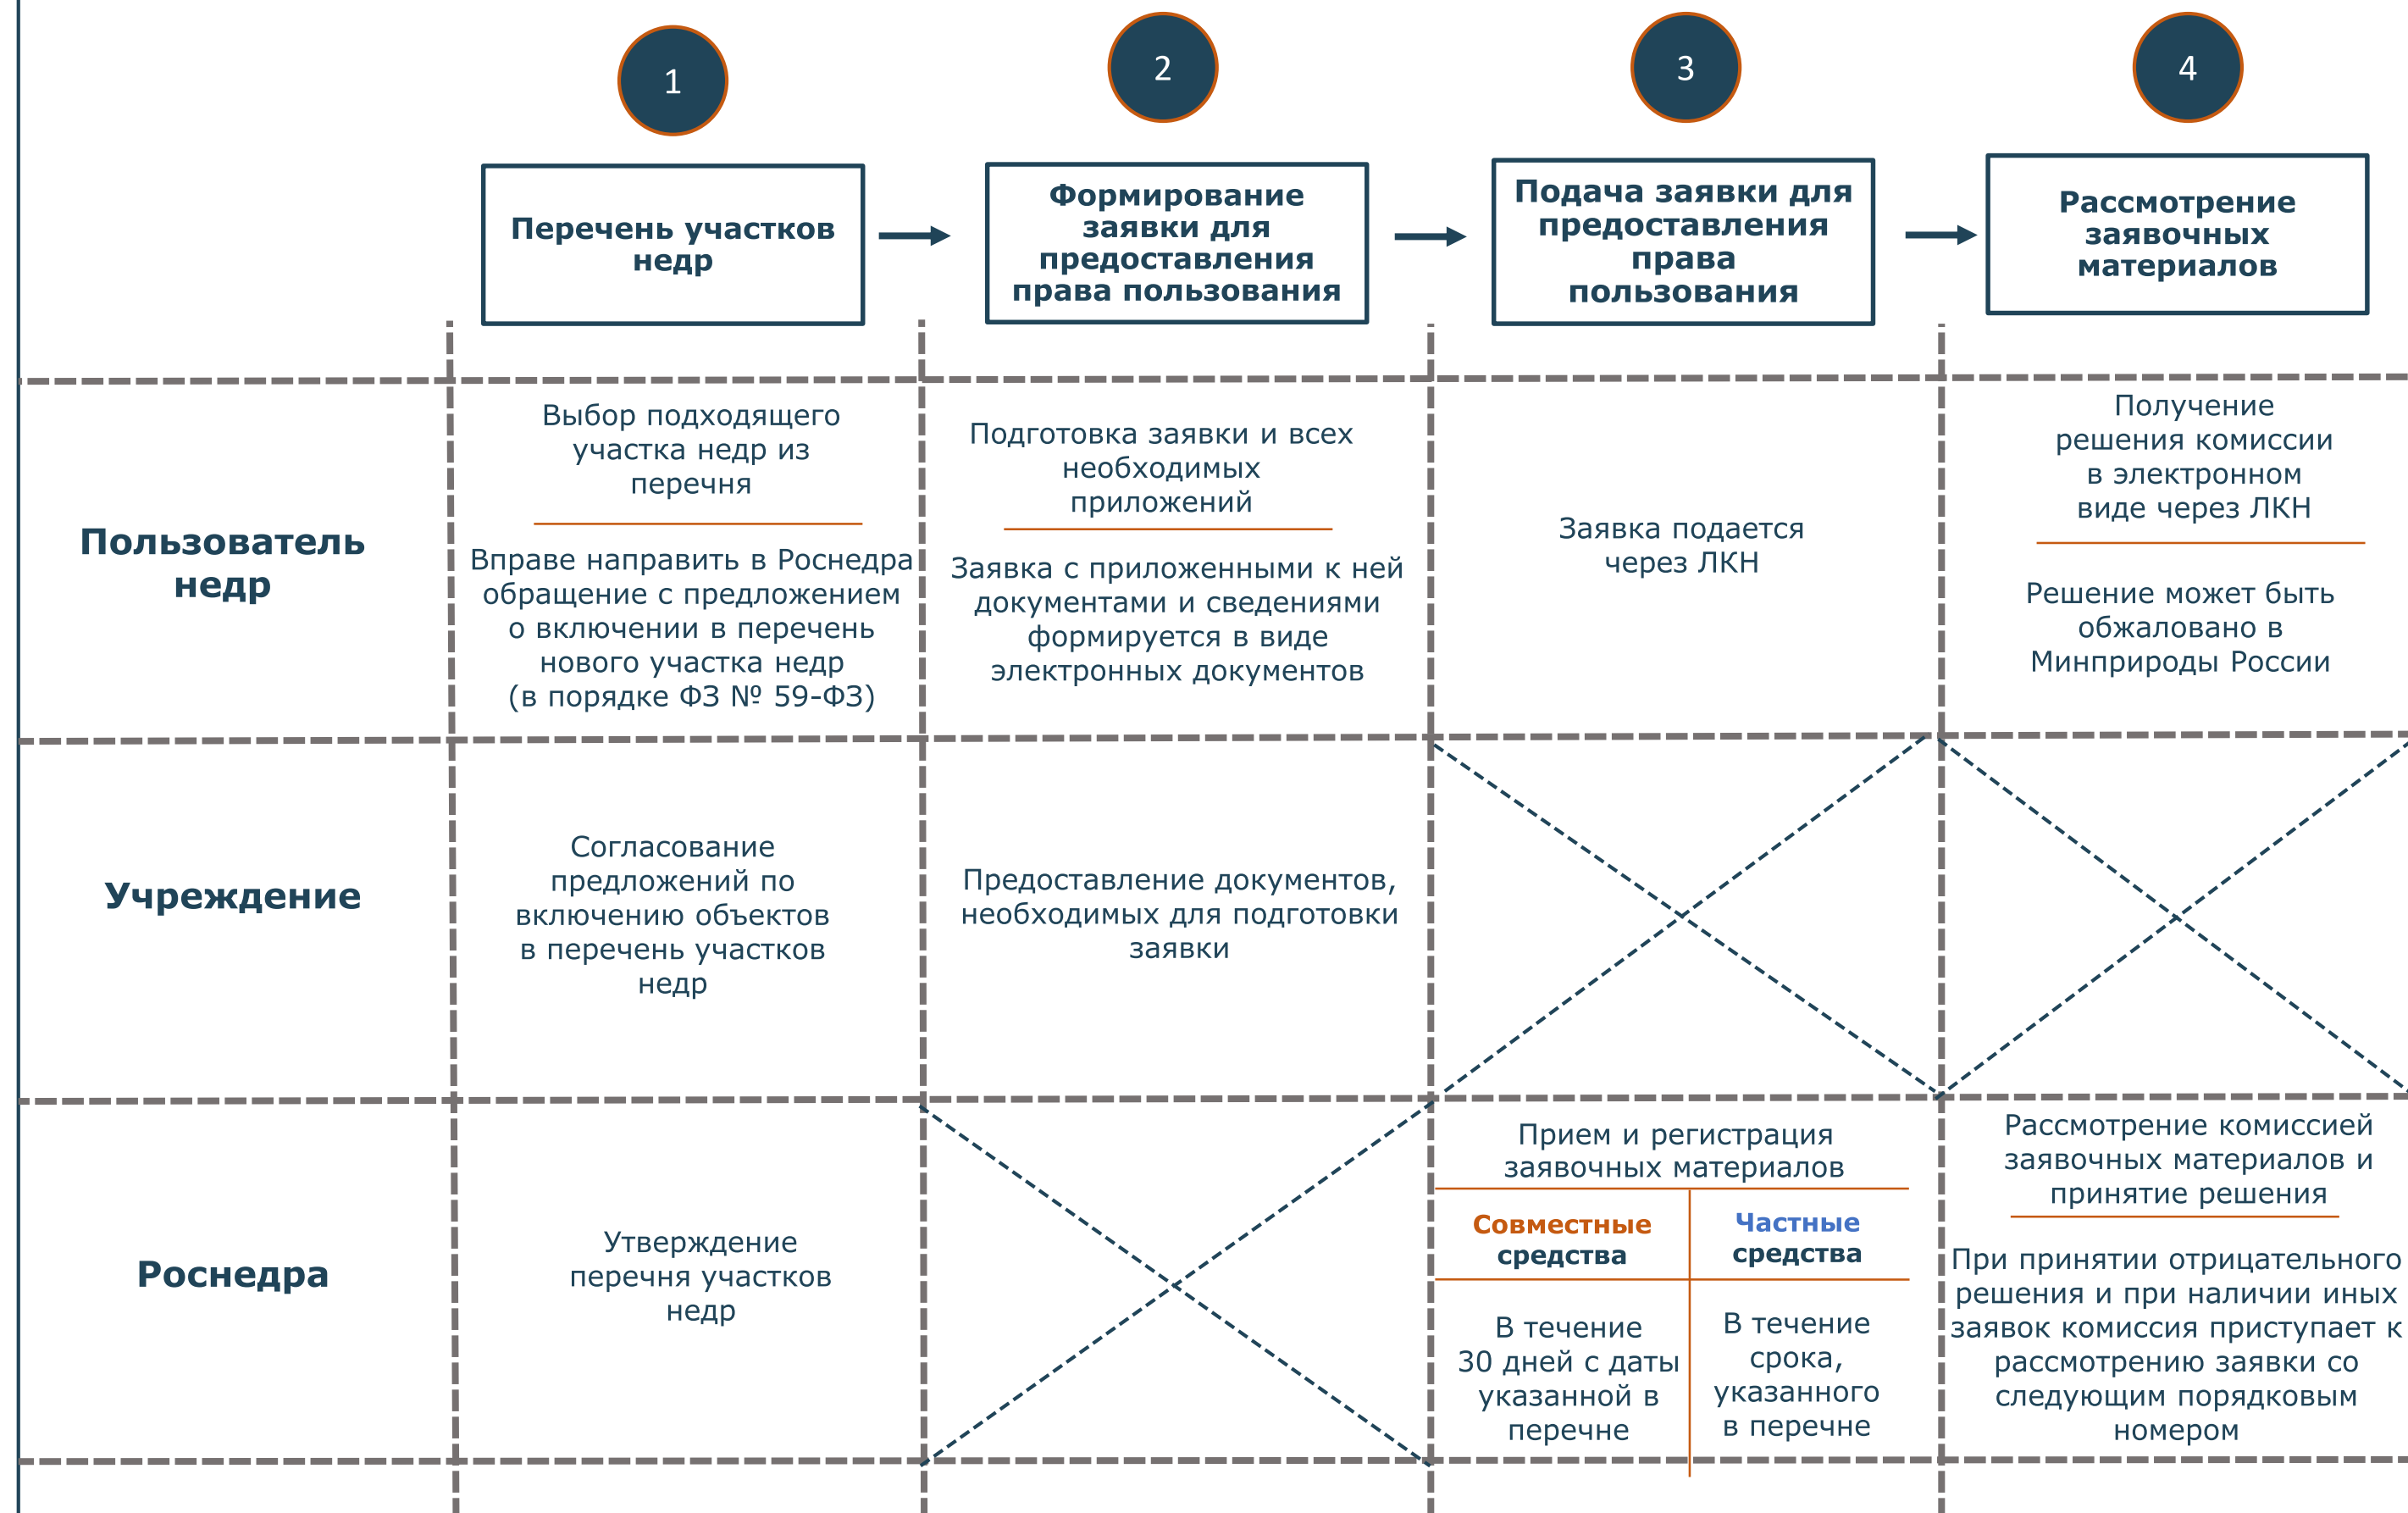 1
2
3
4
Перечень участков
недр
Формирование
заявки для
предоставления
права пользования
Подача заявки для
предоставления
права
пользования
Рассмотрение
заявочных
материалов
Пользователь
недр
Выбор подходящего
участка недр из
перечня
Вправе направить в Роснедра
обращение с предложением
о включении в перечень
нового участка недр
(в порядке ФЗ № 59-ФЗ)
Подготовка заявки и всех
необходимых
приложений
Заявка с приложенными к ней
документами и сведениями
формируется в виде
электронных документов
Заявка подается
через ЛКН
Получение
решения комиссии
в электронном
виде через ЛКН
Решение может быть
обжаловано в
Минприроды России
Учреждение
Согласование
предложений по
включению объектов
в перечень участков
недр
Предоставление документов,
необходимых для подготовки
заявки
Роснедра
Утверждение
перечня участков
недр
Прием и регистрация
заявочных материалов
Совместные
средства
Частные
средства
В течение
30 дней с даты
указанной в
перечне
В течение
срока,
указанного
в перечне
Рассмотрение комиссией
заявочных материалов и
принятие решения
При принятии отрицательного
решения и при наличии иных
заявок комиссия приступает к
рассмотрению заявки со
следующим порядковым
номером